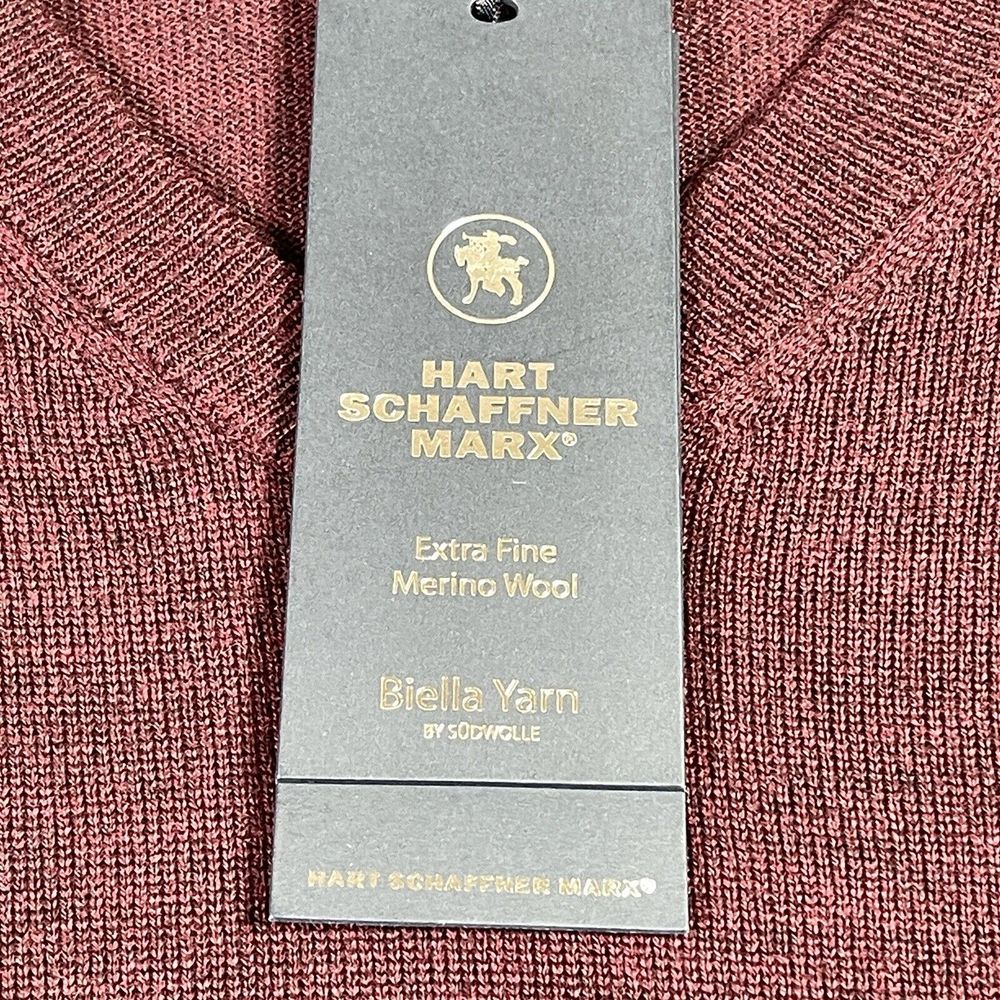 HART
SCHAFFNER
MARX®
Extra Fine
Merino Wool
Biella Yarn
BY SÜDWOLLE
HART SCHAFFNER MARX®